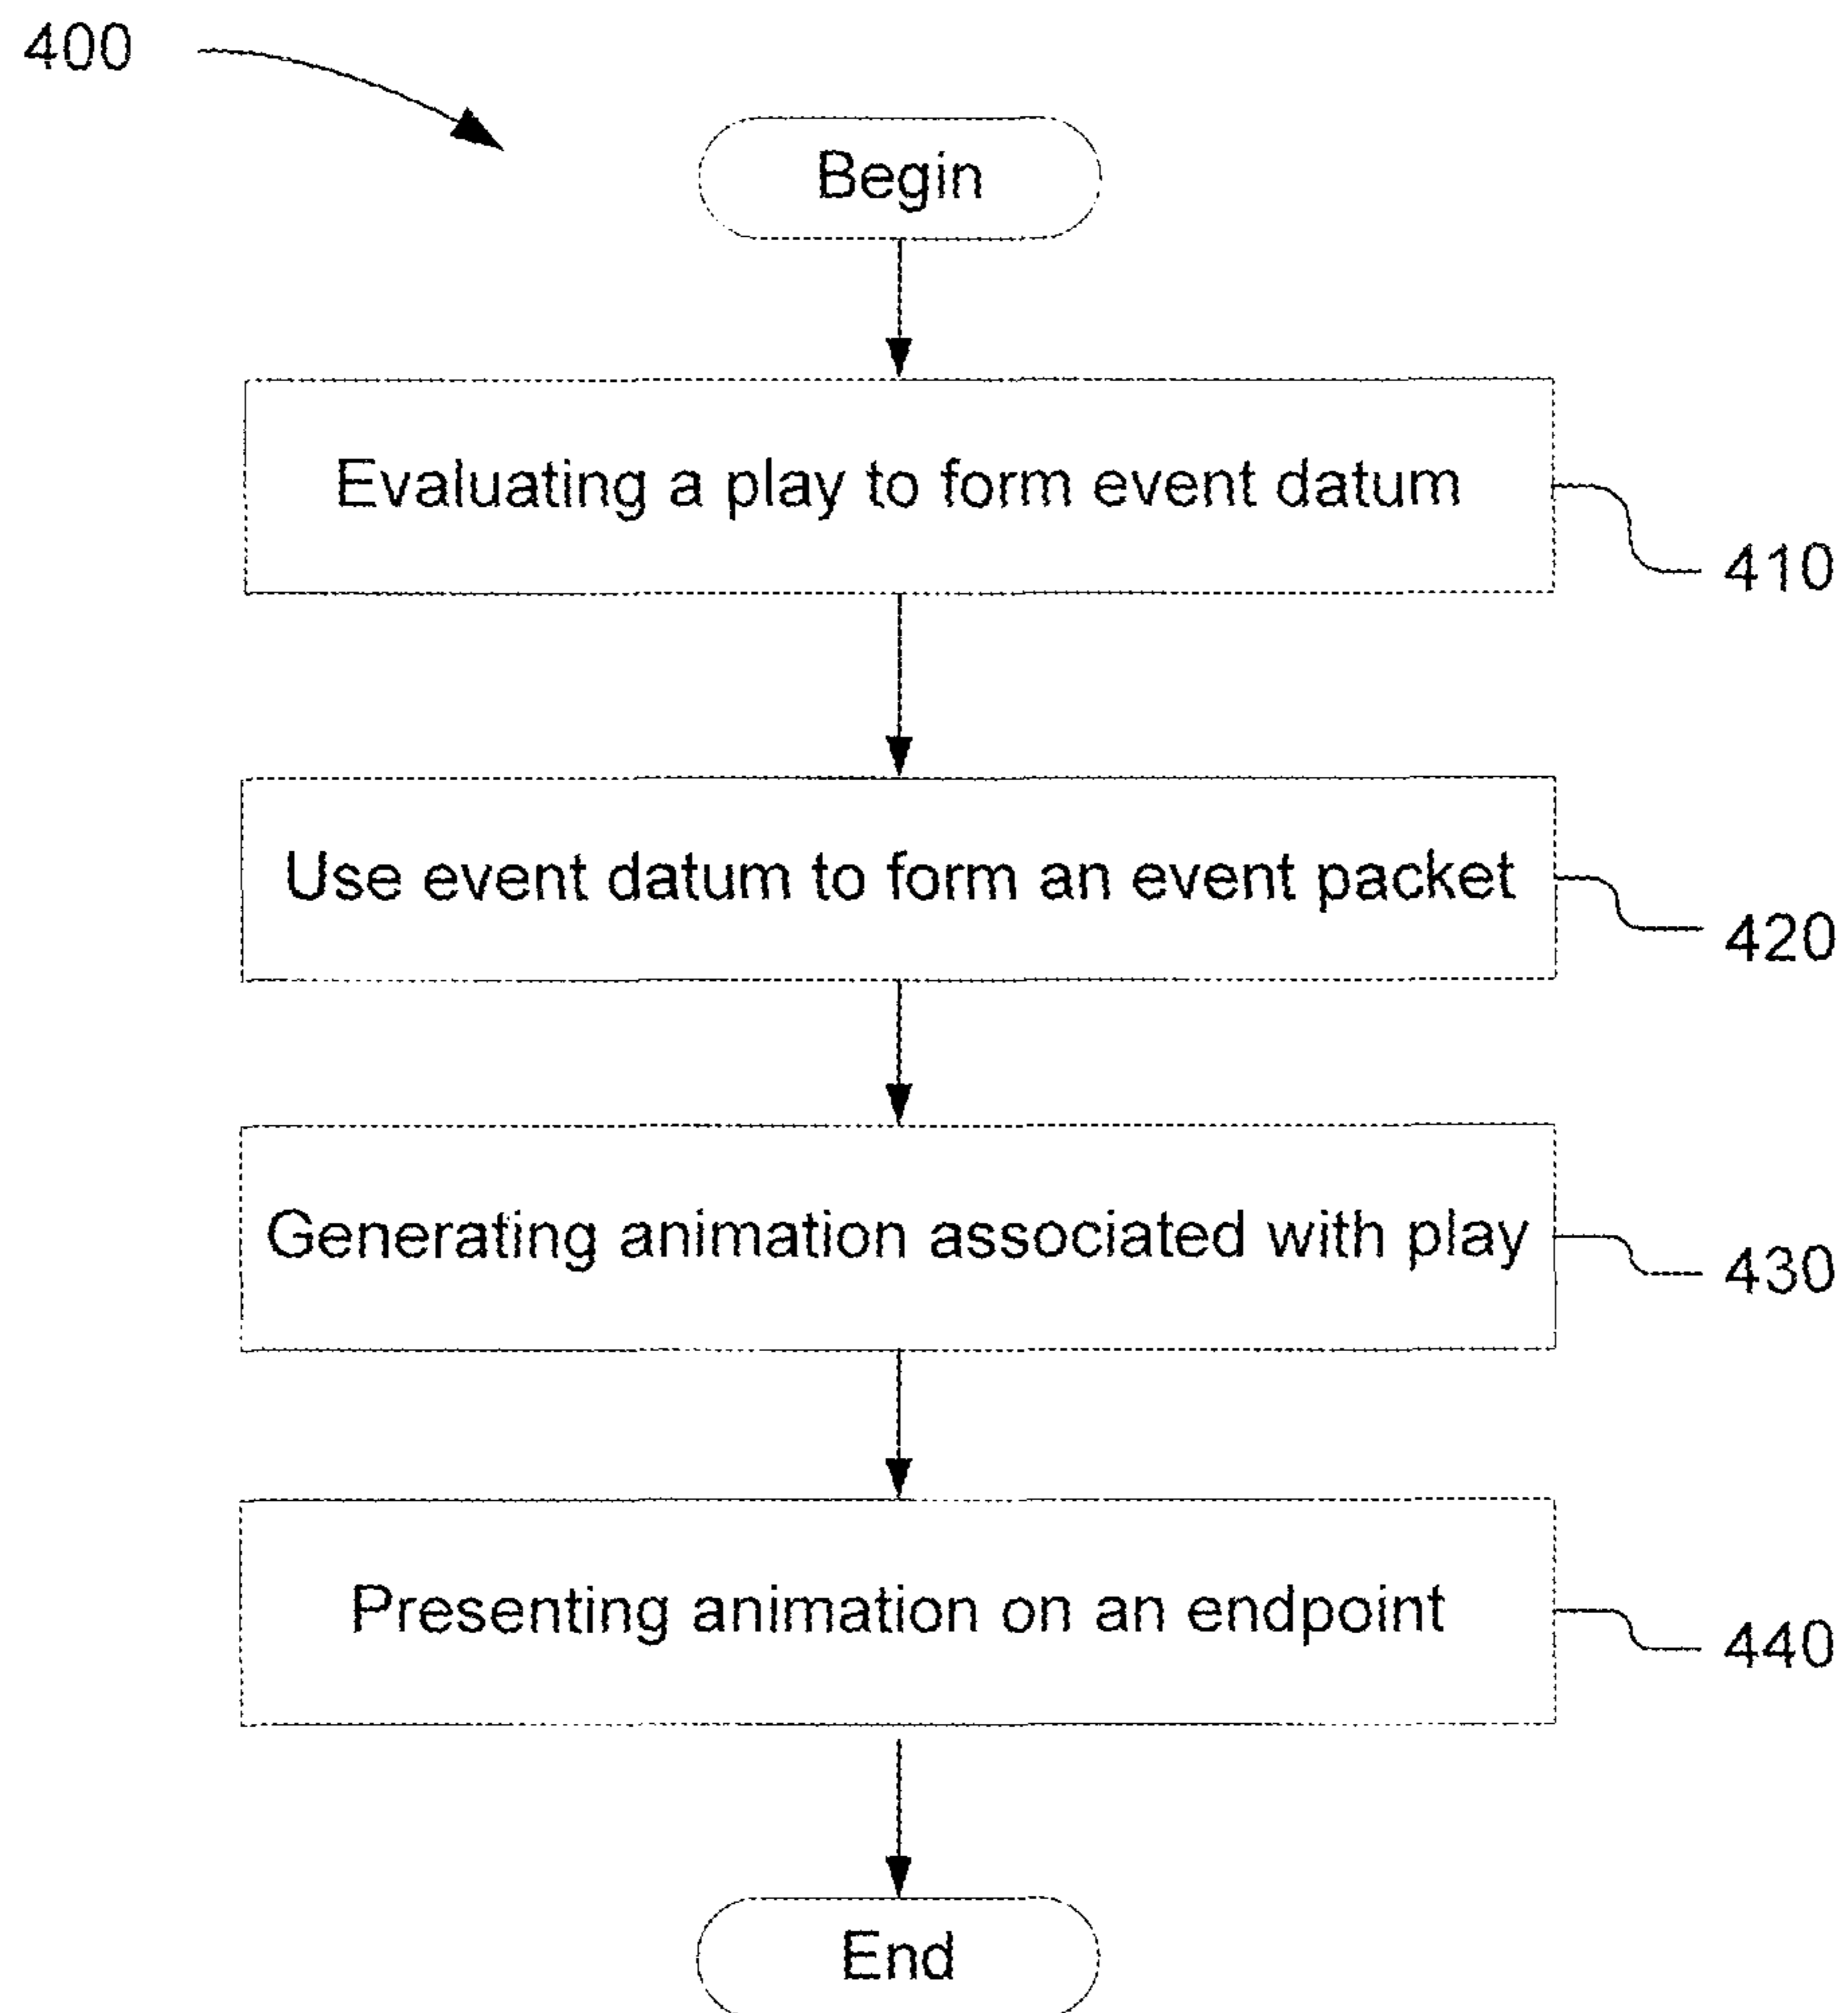 400
Begin
Evaluating a play to form event datum
410
Use event datum to form an event packet
420
Generating animation associated with play
430
Presenting animation on an endpoint
440
End